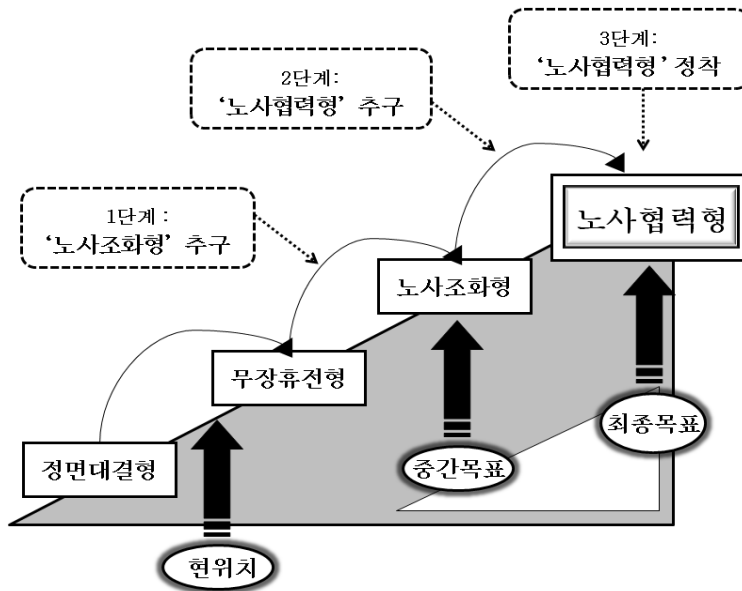 3단계:
‘노사협력형’ 정착
2단계:
‘노사협력형’ 추구
1단계 :
‘노사조화형’ 추구
노사협력형
노사조화형
무장휴전형
정면대결형
최종목표
중간목표
현위치